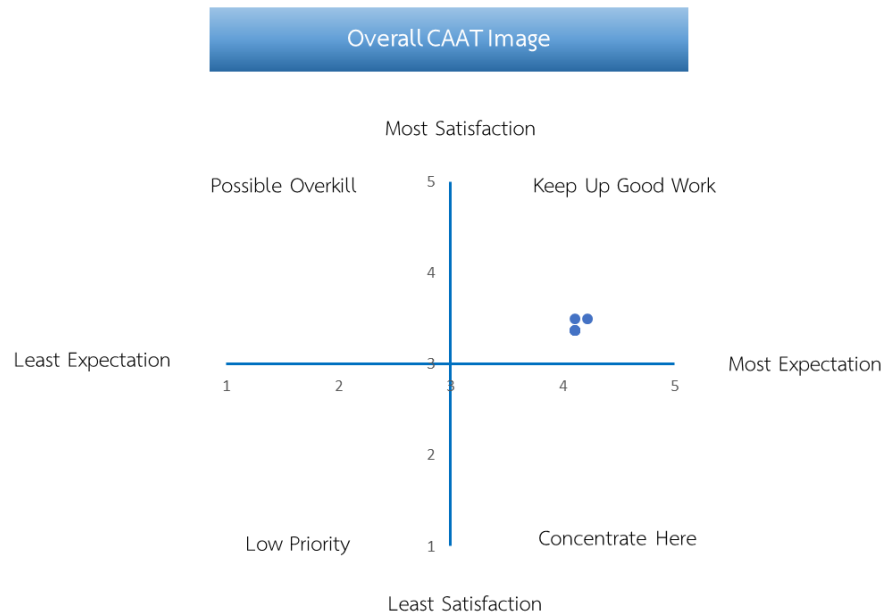 Overall CAAT Image
Most Satisfaction
Possible Overkill
5
Keep Up Good Work
4
Least Expectation
3
Most Expectation
1
2
3
4
5
2
Low Priority
1
Concentrate Here
Least Satisfaction